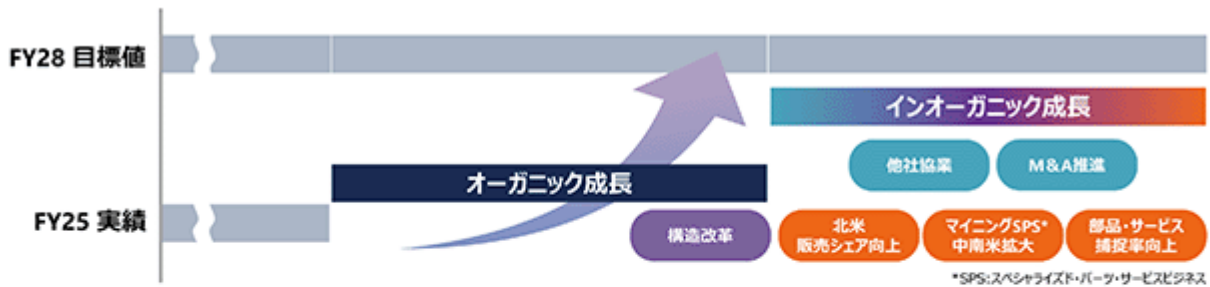 FY28 目標値
インオーガニック成長
他社協業
M&A推進
オーガニック成長
FY25 実績
構造改革
北米
販売シェア向上
マイニングSPS*
中南米拡大
部品・サービス
捕捉率向上
*SPS:スペシャライズド・パーツ・サービスビジネス